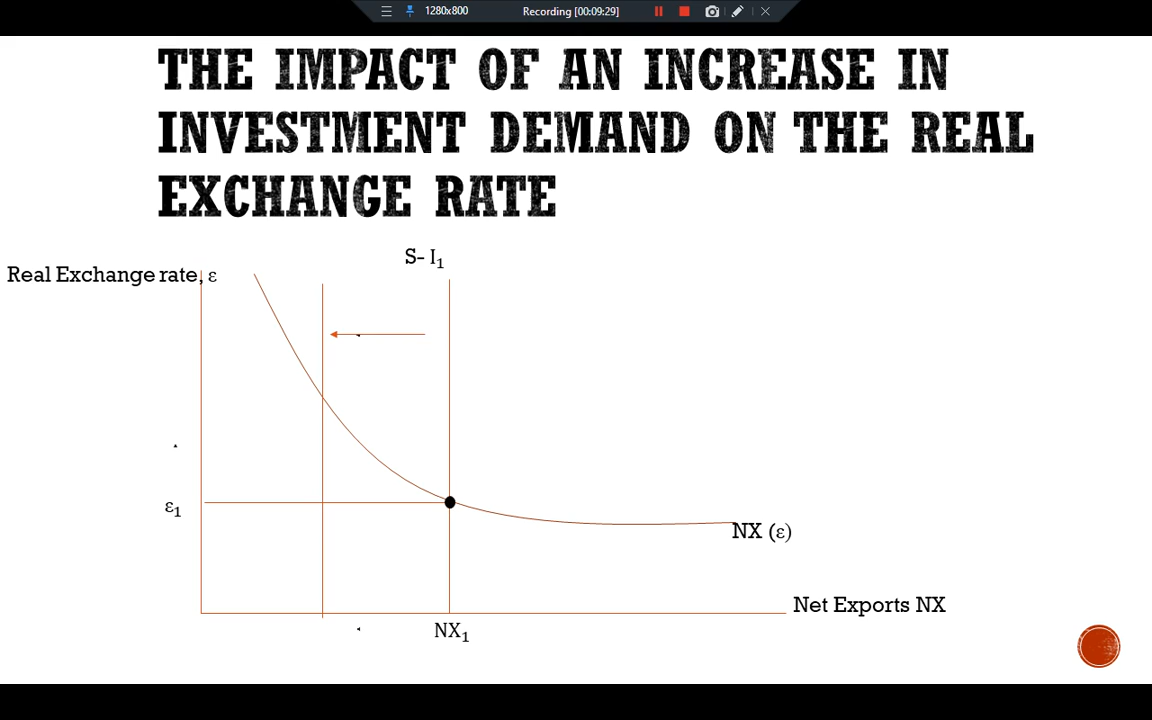 1280x800
Recording [00:09:29]
THE IMPACT OF AN INCREASE IN
INVESTMENT DEMAND ON THE REAL
EXCHANGE RATE
S- I₁
Real Exchange rate, ε
ε₁
NX (ε)
Net Exports NX
NX₁